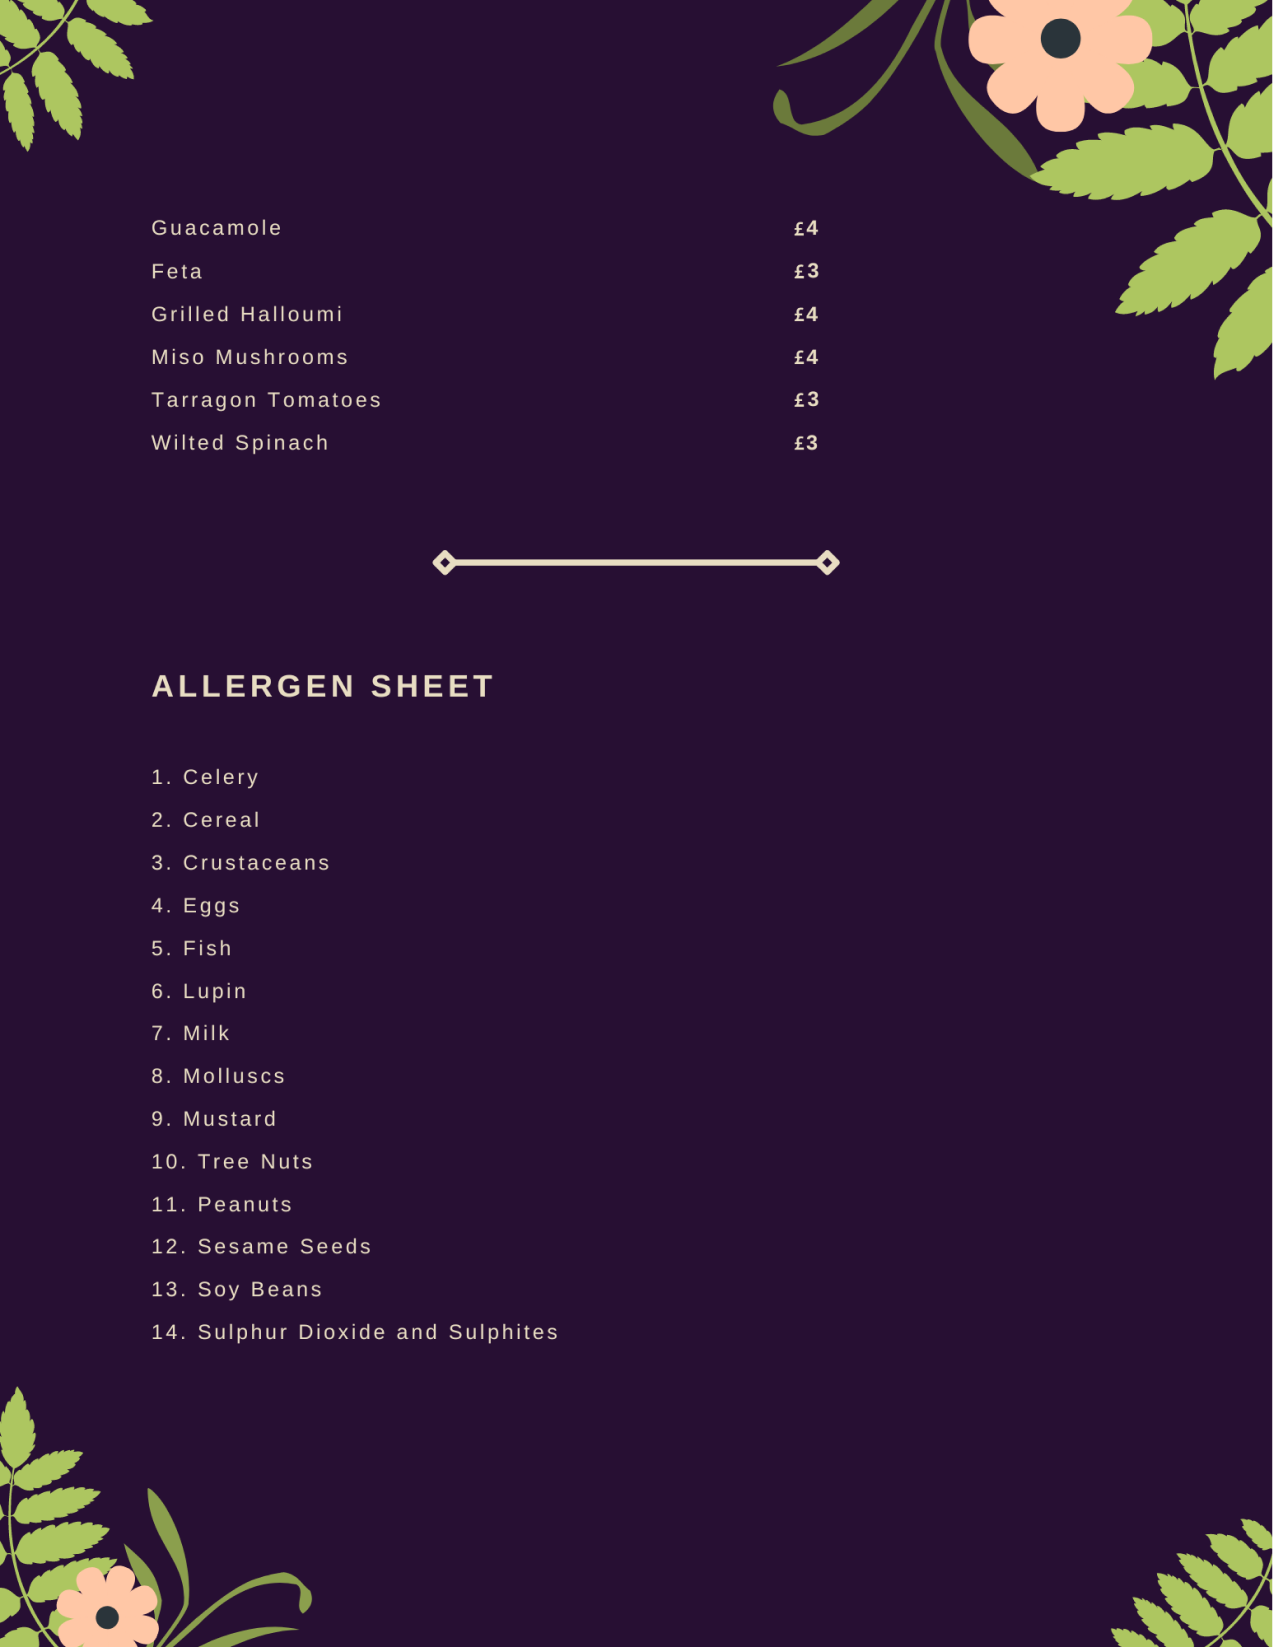 Guacamole £4
Feta £3
Grilled Halloumi £4
Miso Mushrooms £4
Tarragon Tomatoes £3
Wilted Spinach £3
ALLERGEN SHEET
1. Celery
2. Cereal
3. Crustaceans
4. Eggs
5. Fish
6. Lupin
7. Milk
8. Molluscs
9. Mustard
10. Tree Nuts
11. Peanuts
12. Sesame Seeds
13. Soy Beans
14. Sulphur Dioxide and Sulphites